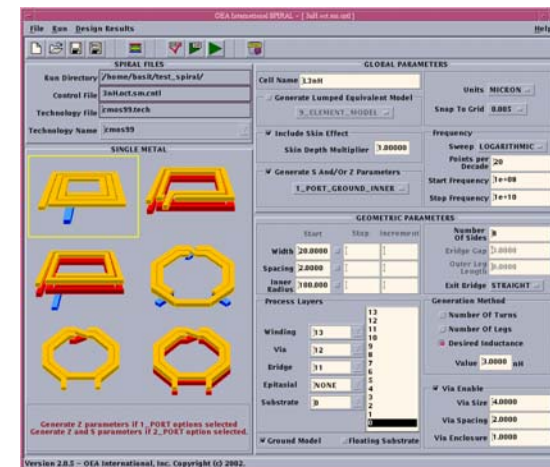 OEA International SPIRAL - [ 3nH.oct.sm.cntl ]
File Run Design Results
Help
SPIRAL FILES
Run Directory /home/basit/test_spiral/
Control File 3nH.oct.sm.cntl
Technology File cmos99.tech
Technology Name cmos99
SINGLE METAL
Generate Z parameters if 1_PORT options selected
Generate Z and S parameters if 2_PORT option selected.
GLOBAL PARAMETERS
Cell Name L3nH
Generate Lumped Equivalent Model
9_ELEMENT_MODEL
Include Skin Effect
Skin Depth Multiplier 3.00000
Generate S And/Or Z Parameters
1_PORT_GROUND_INNER
Units MICRON
Snap To Grid 0.005
Frequency
Sweep LOGARITHMIC
Points per Decade 20
Start Frequency 1e+08
Stop Frequency 1e+10
GEOMETRIC PARAMETERS
Start Stop Increment
Width 20.0000
Spacing 2.0000
Inner Radius 100.000
Number Of Sides 8
Bridge Gap
Outer Leg Length
Exit Bridge STRAIGHT
Process Layers
Winding 13
Via 12
Bridge 11
Epitaxial NONE
Substrate 0
13
12
11
10
9
8
7
6
5
4
3
2
1
0
Ground Model Floating Substrate
Generation Method
Number Of Turns
Number Of Legs
Desired Inductance
Value 3.0000 nH
Via Enable
Via Size 4.0000
Via Spacing 2.0000
Via Enclosure 1.0000
Version 2.0.5 - OEA International, Inc. Copyright (c) 2002.